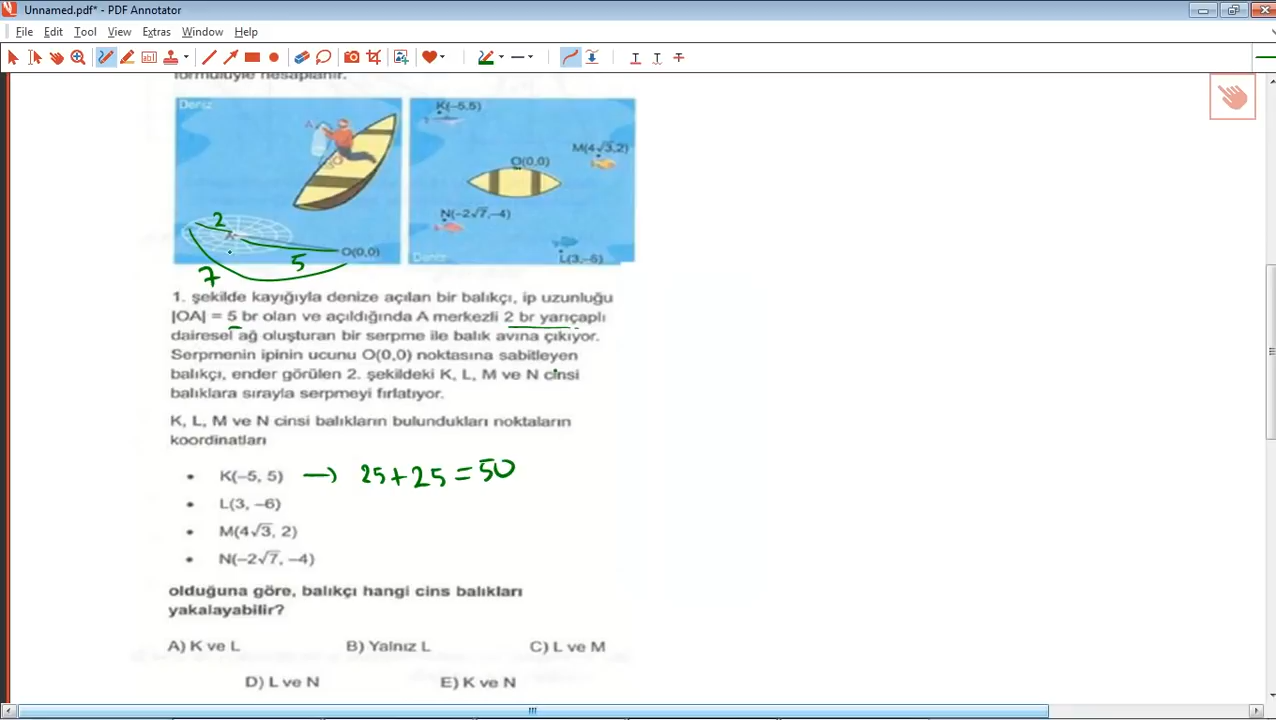 Unnamed.pdf* - PDF Annotator
File Edit Tool View Extras Window Help
formülüyle hesaplanır.
Deniz
A
O(0,0)
2
A
5
7
K(-5,5)
M(4√3,2)
O(0,0)
N(-2√7,-4)
Deniz
L(3,-6)
1. şekilde kayığıyla denize açılan bir balıkçı, ip uzunluğu
|OA| = 5 br olan ve açıldığında A merkezli 2 br yarıçaplı
dairesel ağ oluşturan bir serpme ile balık avına çıkıyor.
Serpmenin ipinin ucunu O(0,0) noktasına sabitleyen
balıkçı, ender görülen 2. şekildeki K, L, M ve N cinsi
balıklara sırayla serpmeyi fırlatıyor.
K, L, M ve N cinsi balıkların bulundukları noktaların
koordinatları
• K(−5, 5) → 25+25=50
• L(3, −6)
• M(4√3, 2)
• N(−2√7, −4)
olduğuna göre, balıkçı hangi cins balıkları
yakalayabilir?
A) K ve L B) Yalnız L C) L ve M
D) L ve N E) K ve N